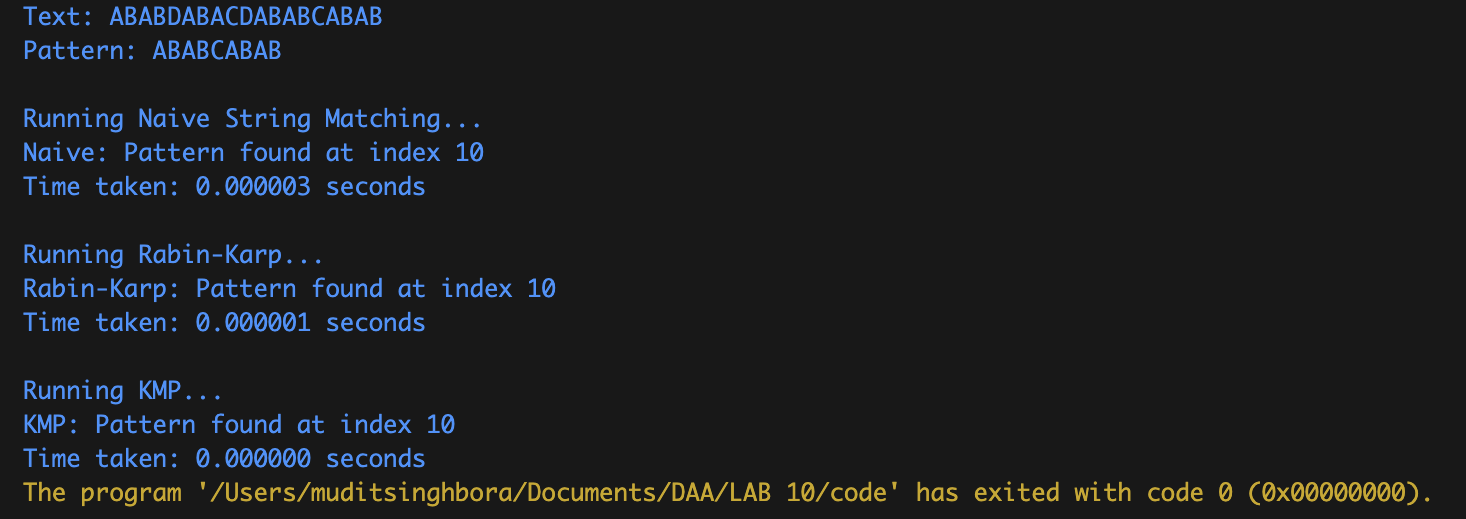 Text: ABABDABACDABABCABAB
Pattern: ABABCABAB
Running Naive String Matching...
Naive: Pattern found at index 10
Time taken: 0.000003 seconds
Running Rabin-Karp...
Rabin-Karp: Pattern found at index 10
Time taken: 0.000001 seconds
Running KMP...
KMP: Pattern found at index 10
Time taken: 0.000000 seconds
The program '/Users/muditsinghbora/Documents/DAA/LAB 10/code' has exited with code 0 (0x00000000).